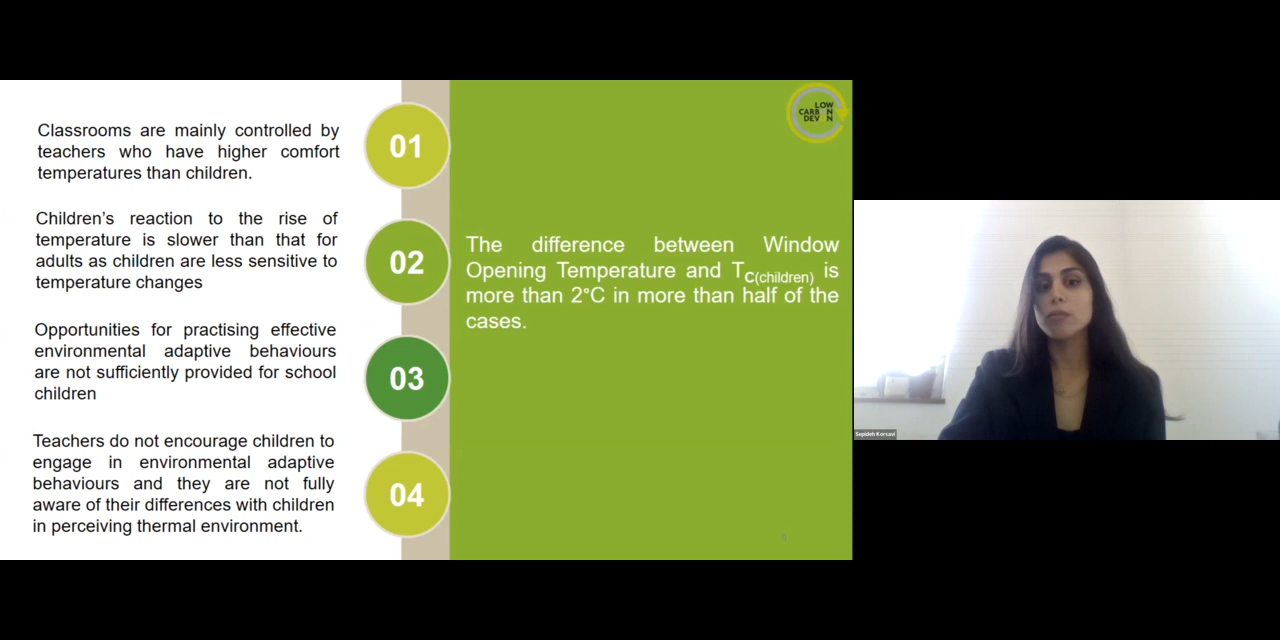 Classrooms are mainly controlled by
teachers who have higher comfort
temperatures than children.
01
Children's reaction to the rise of
temperature is slower than that for
adults as children are less sensitive to
temperature changes
02
Opportunities for practising effective
environmental adaptive behaviours
are not sufficiently provided for school
children
03
Teachers do not encourage children to
engage in environmental adaptive
behaviours and they are not fully
aware of their differences with children
in perceiving thermal environment.
04
LOW
CARB N
DEV N
The difference between Window
Opening Temperature and TC(children) is
more than 2°C in more than half of the
cases.
Sepideh Korsavi